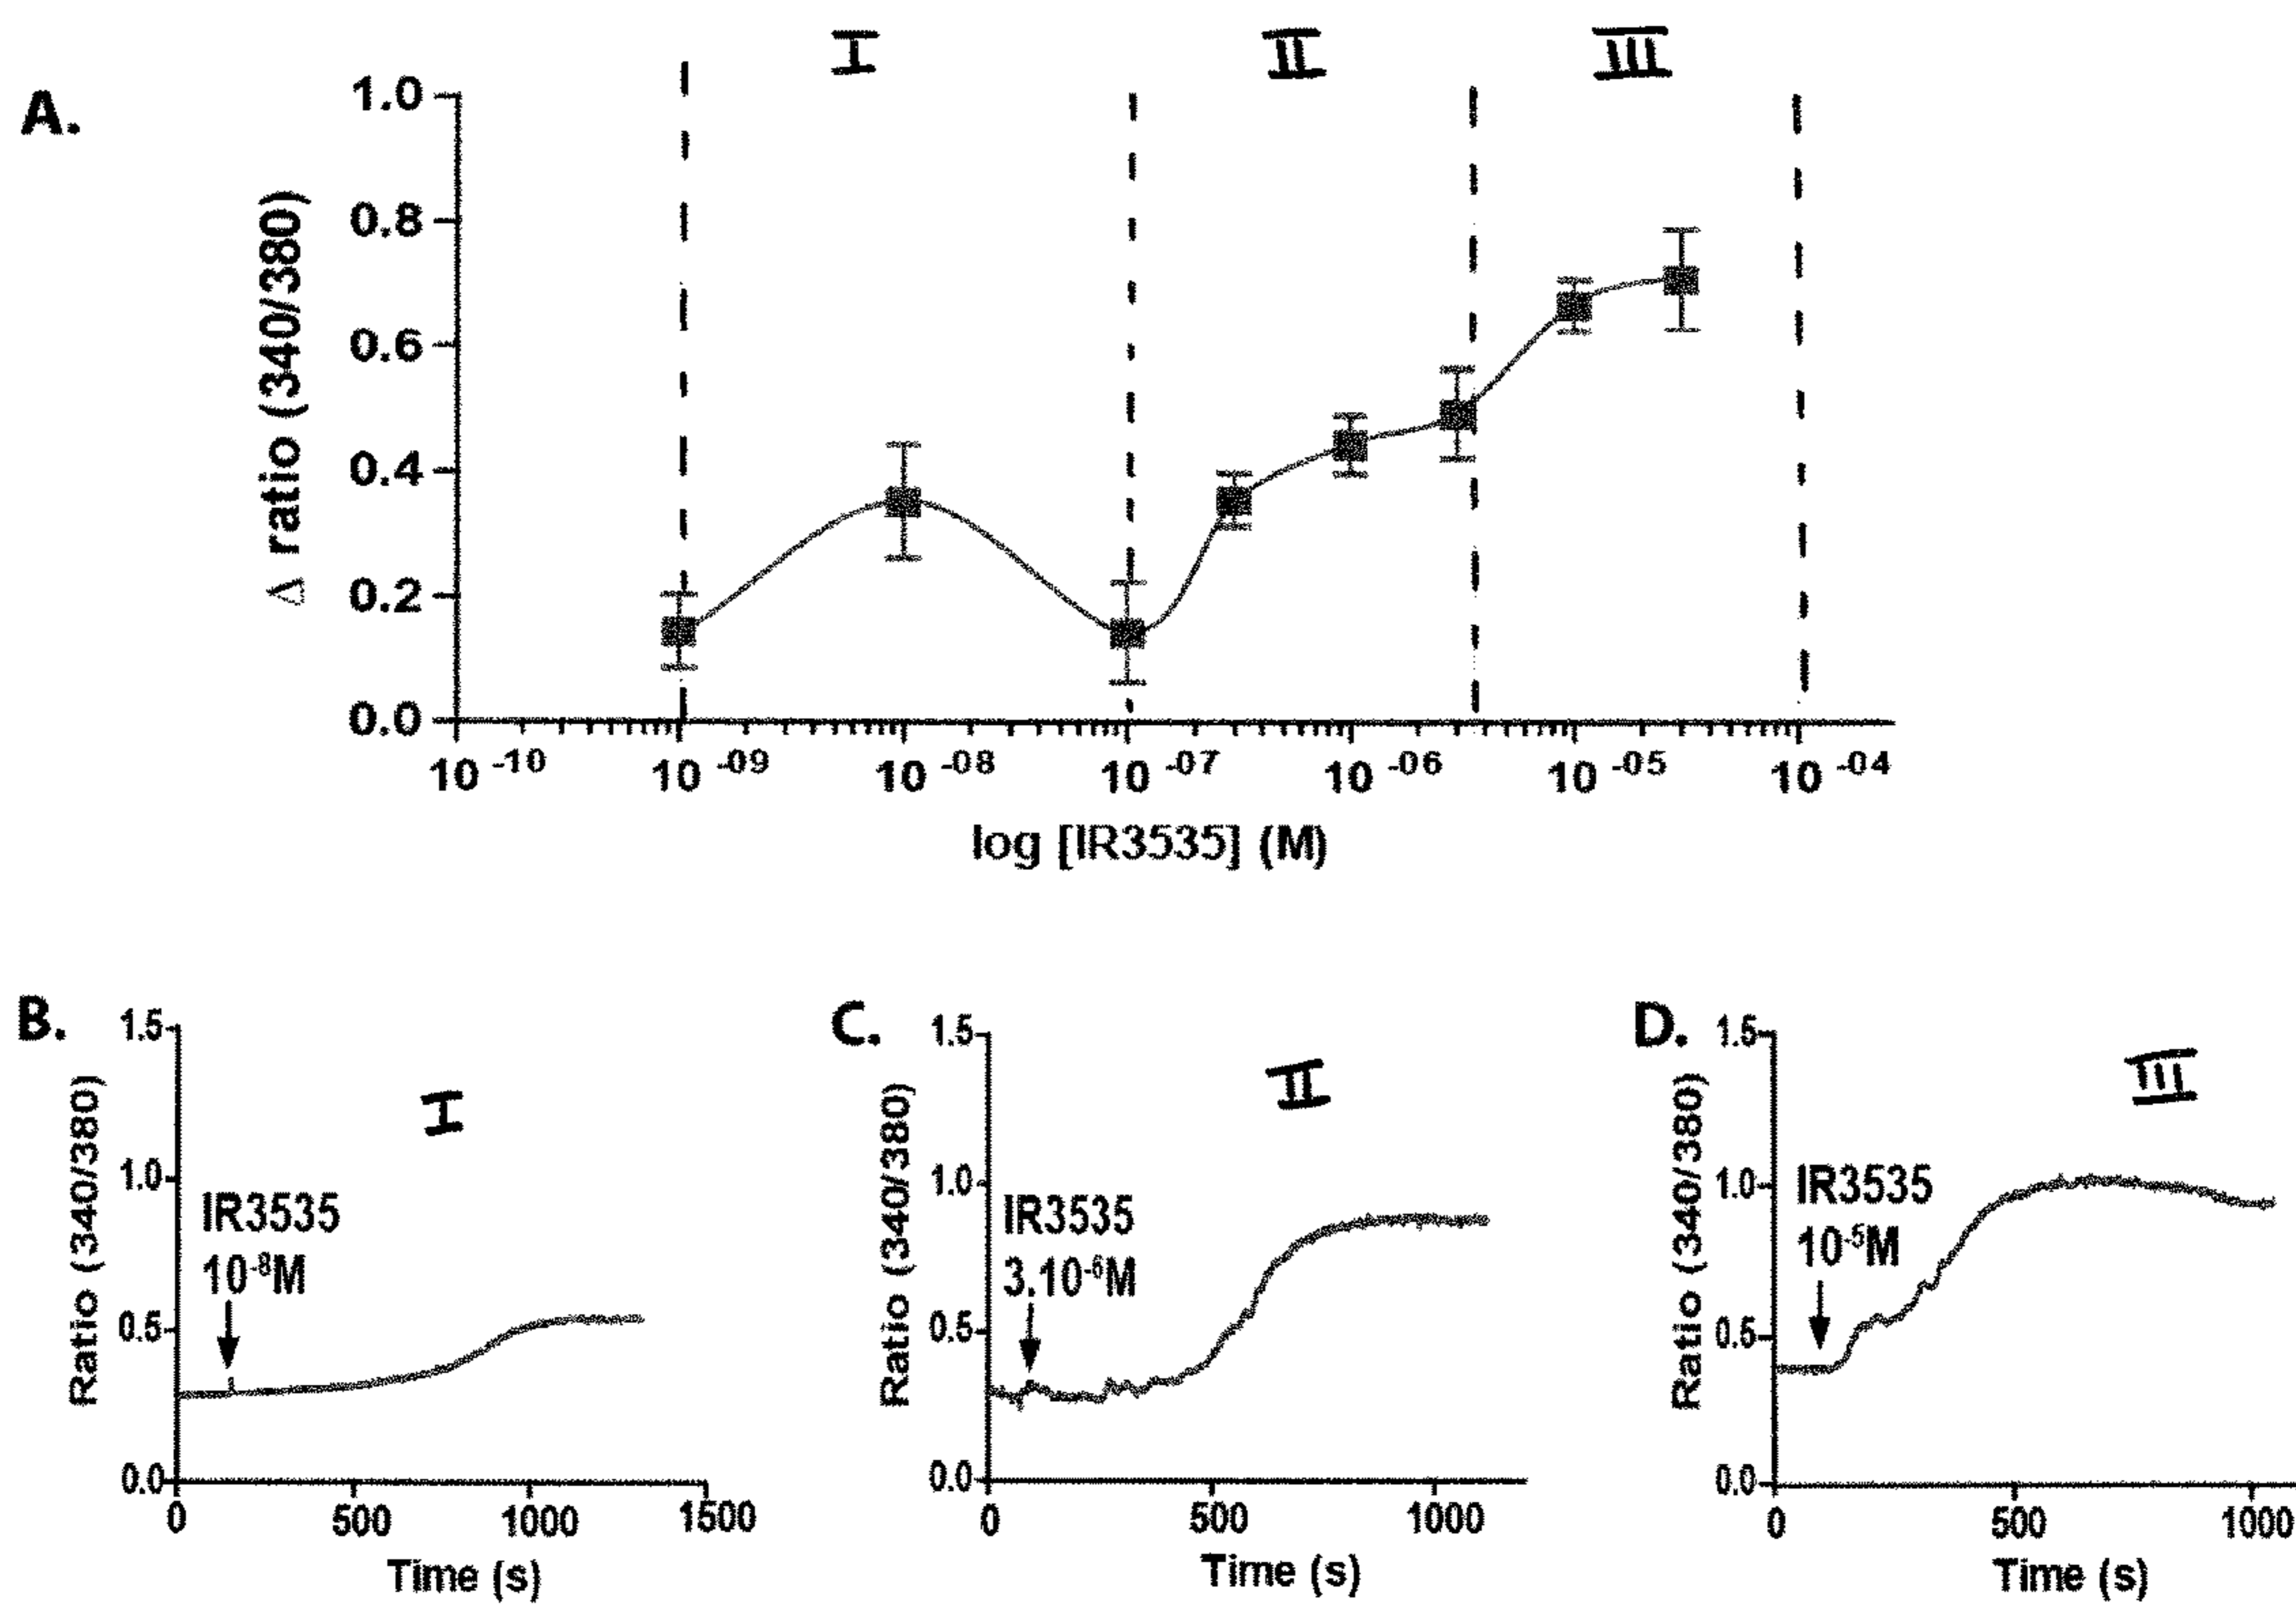 I II III
A.
Δ ratio (340/380)
1.0
0.8
0.6
0.4
0.2
0.0
10 -10 10 -09 10 -08 10 -07 10 -06 10 -05 10 -04
log [IR3535] (M)
B.
Ratio (340/380)
1.5
1.0
0.5
0.0
I
IR3535
10-8M
0 500 1000 1500
Time (s)
C.
Ratio (340/380)
1.5
1.0
0.5
0.0
II
IR3535
3.10-6M
0 500 1000
Time (s)
D.
Ratio (340/380)
1.5
1.0
0.5
0.0
III
IR3535
10-5M
0 500 1000
Time (s)